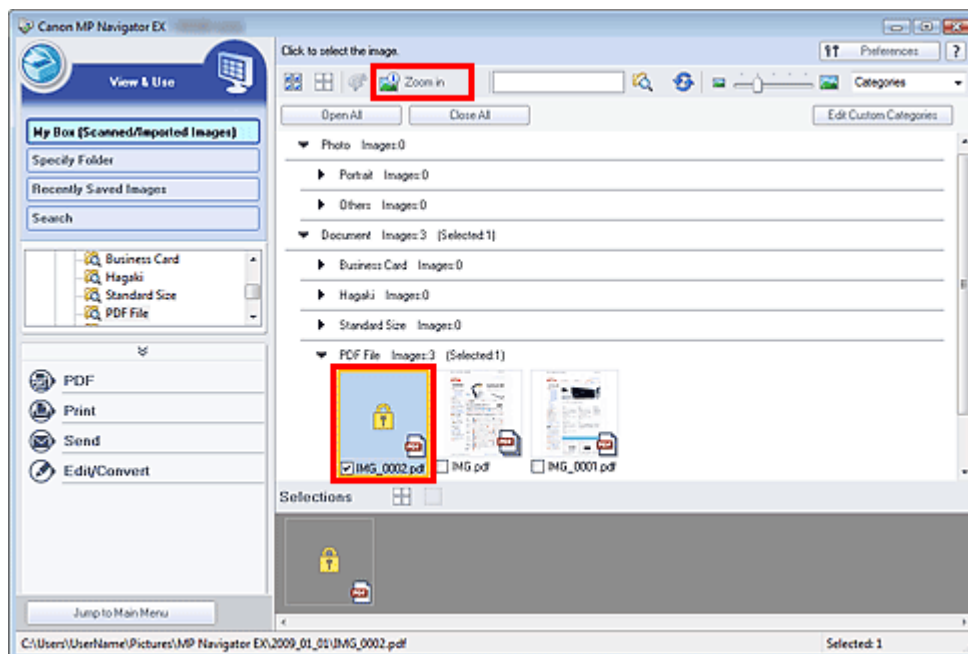 Canon MP Navigator EX
View & Use
My Box (Scanned/Imported Images)
Specify Folder
Recently Saved Images
Search
Business Card
Hagaki
Standard Size
PDF File
PDF
Print
Send
Edit/Convert
Jump to Main Menu
Click to select the image.
Preferences ?
Zoom in
Categories
Open All Close All Edit Custom Categories
Photo Images:0
Portrait Images:0
Others Images:0
Document Images:3 (Selected:1)
Business Card Images:0
Hagaki Images:0
Standard Size Images:0
PDF File Images:3 (Selected:1)
PDF PDF PDF
IMG_0002.pdf IMG.pdf IMG_0001.pdf
Selections
PDF
C:\Users\UserName\Pictures\MP Navigator EX\2009_01_01\IMG_0002.pdf Selected: 1